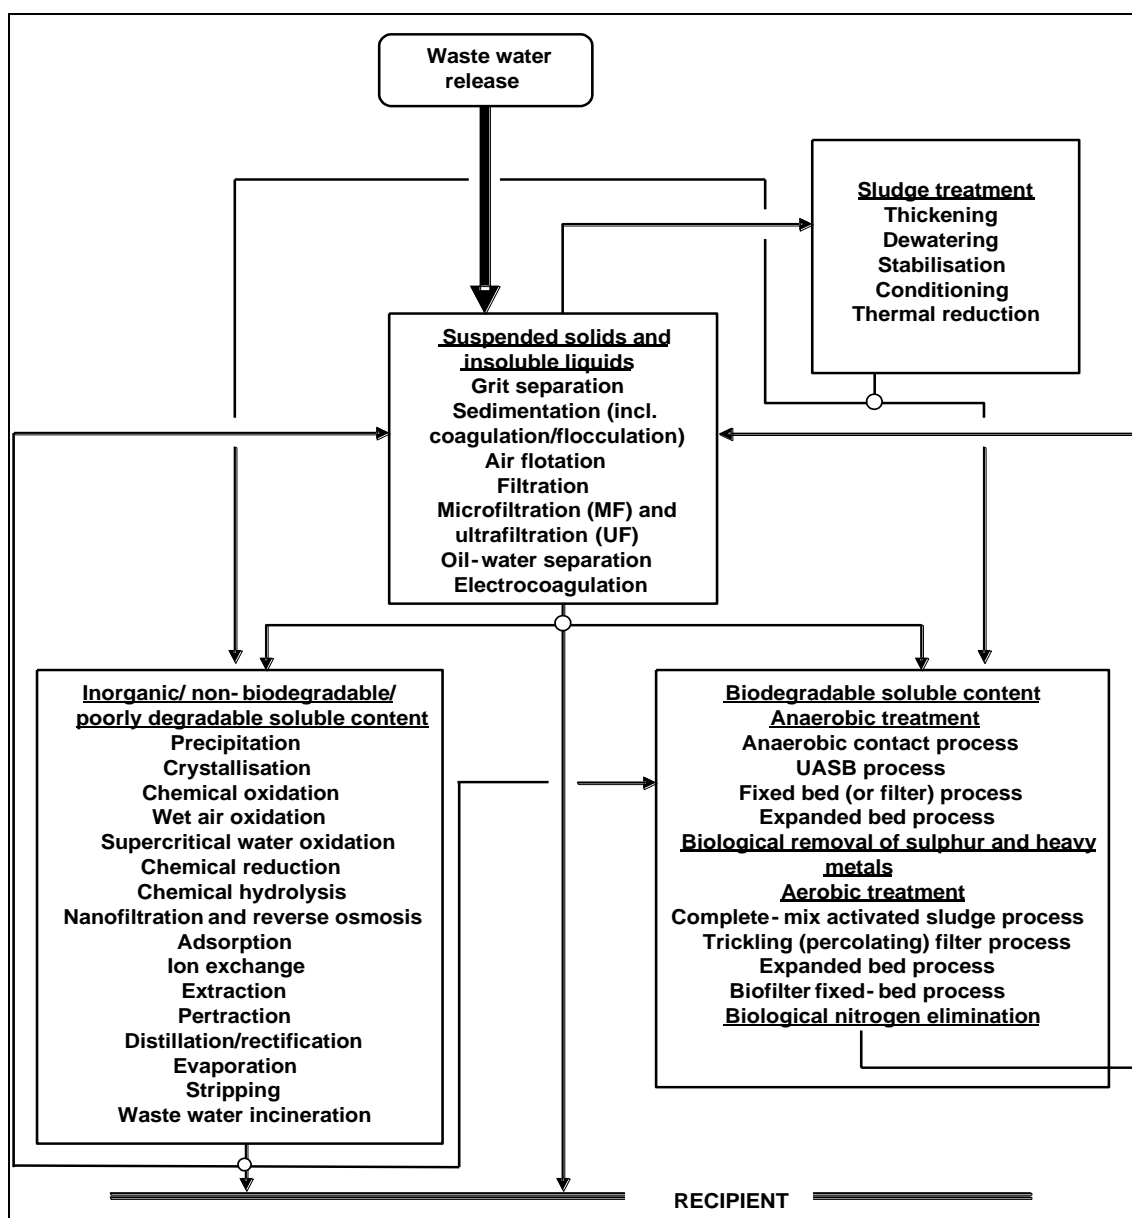 Waste water
release
Sludge treatment
Thickening
Dewatering
Stabilisation
Conditioning
Thermal reduction
Suspended solids and
insoluble liquids
Grit separation
Sedimentation (incl.
coagulation/flocculation)
Air flotation
Filtration
Microfiltration (MF) and
ultrafiltration (UF)
Oil-water separation
Electrocoagulation
Inorganic/ non-biodegradable/
poorly degradable soluble content
Precipitation
Crystallisation
Chemical oxidation
Wet air oxidation
Supercritical water oxidation
Chemical reduction
Chemical hydrolysis
Nanofiltration and reverse osmosis
Adsorption
Ion exchange
Extraction
Pertraction
Distillation/rectification
Evaporation
Stripping
Waste water incineration
Biodegradable soluble content
Anaerobic treatment
Anaerobic contact process
UASB process
Fixed bed (or filter) process
Expanded bed process
Biological removal of sulphur and heavy
metals
Aerobic treatment
Complete-mix activated sludge process
Trickling (percolating) filter process
Expanded bed process
Biofilter fixed-bed process
Biological nitrogen elimination
RECIPIENT